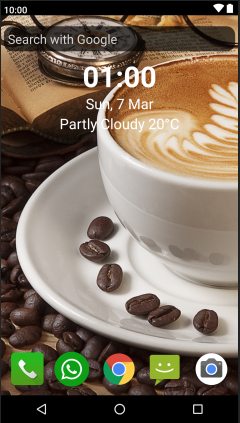 10:00
Search with Google
01:00
Sun, 7 Mar
Partly Cloudy 20°C